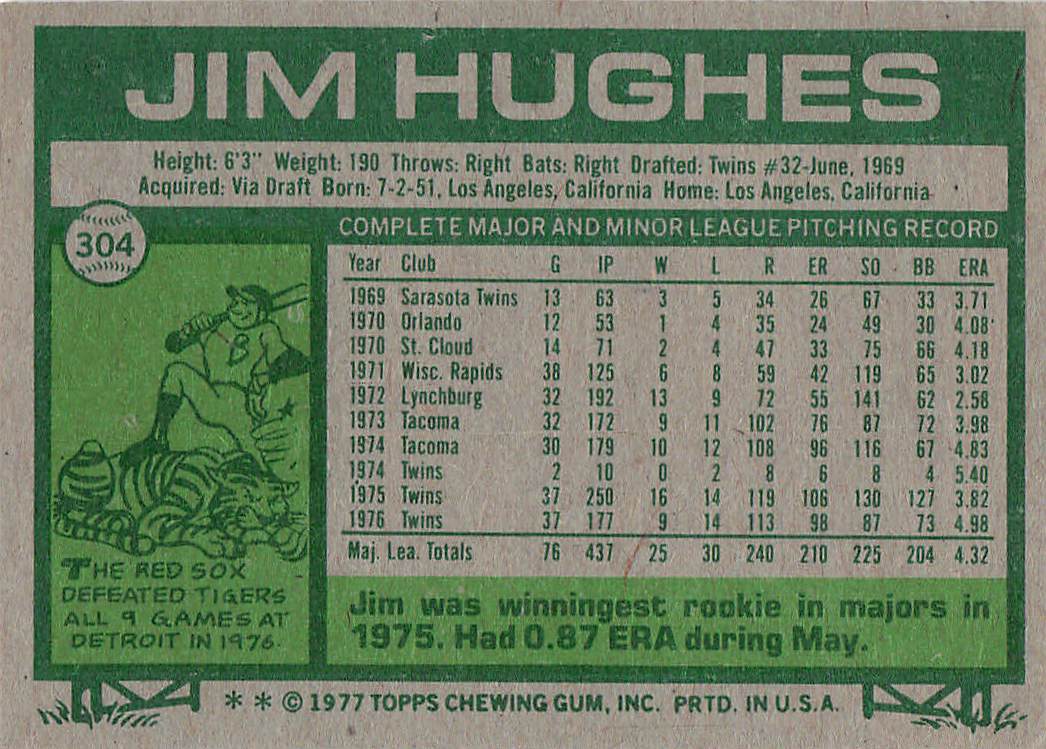 JIM HUGHES
Height: 6'3" Weight: 190 Throws: Right Bats: Right Drafted: Twins #32-June, 1969
Acquired: Via Draft Born: 7-2-51, Los Angeles, California Home: Los Angeles, California
304
COMPLETE MAJOR AND MINOR LEAGUE PITCHING RECORD
Year Club G IP W L R ER SO BB ERA
1969 Sarasota Twins 13 63 3 5 34 26 67 33 3.71
1970 Orlando 12 53 1 4 35 24 49 30 4.08
1970 St. Cloud 14 71 2 4 47 33 75 66 4.18
1971 Wisc. Rapids 38 125 6 8 59 42 119 65 3.02
1972 Lynchburg 32 192 13 9 72 55 141 62 2.58
1973 Tacoma 32 172 9 11 102 76 87 72 3.98
1974 Tacoma 30 179 10 12 108 96 116 67 4.83
1974 Twins 2 10 0 2 8 6 8 4 5.40
1975 Twins 37 250 16 14 119 106 130 127 3.82
1976 Twins 37 177 9 14 113 98 87 73 4.98
Maj. Lea. Totals 76 437 25 30 240 210 225 204 4.32
B
THE RED SOX
DEFEATED TIGERS
ALL 9 GAMES AT
DETROIT IN 1976.
Jim was winningest rookie in majors in
1975. Had 0.87 ERA during May.
* * © 1977 TOPPS CHEWING GUM, INC. PRTD. IN U.S.A.